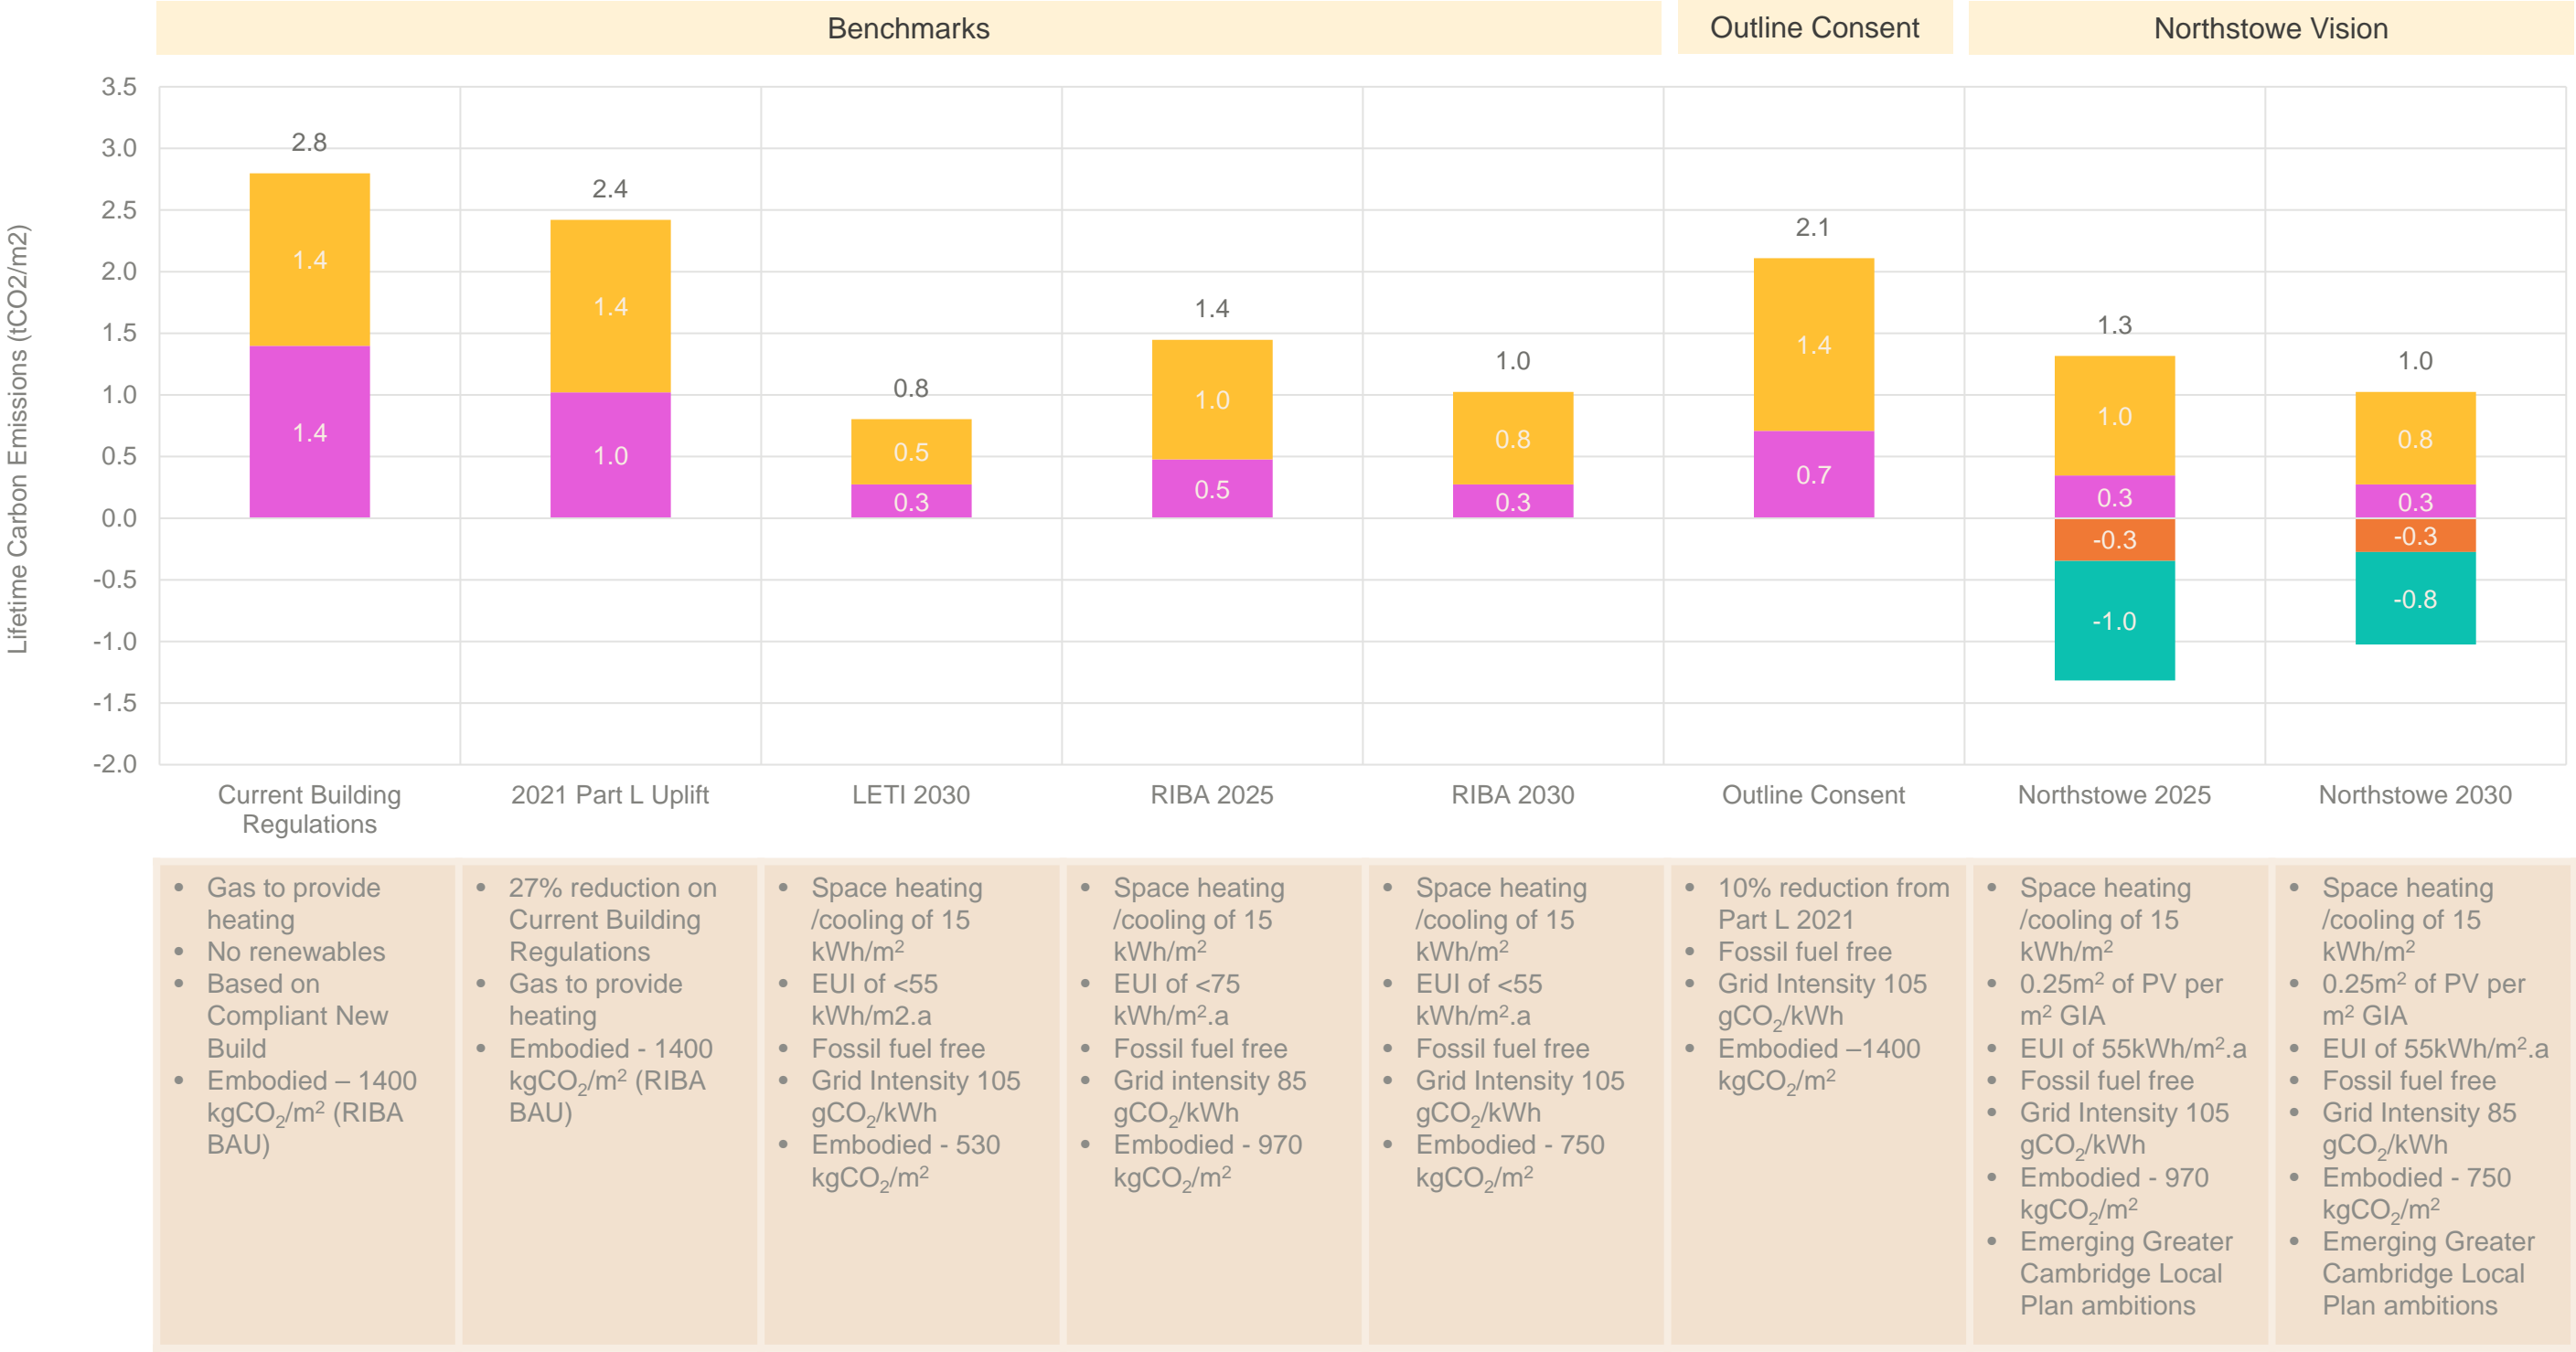 Benchmarks
Outline Consent
Northstowe Vision
Lifetime Carbon Emissions (tCO2/m2)
3.5
3.0
2.5
2.0
1.5
1.0
0.5
0.0
-0.5
-1.0
-1.5
-2.0
2.8
1.4
1.4
2.4
1.4
1.0
0.8
0.5
0.3
1.4
1.0
0.5
1.0
0.8
0.3
2.1
1.4
0.7
1.3
1.0
0.3
-0.3
-1.0
1.0
0.8
0.3
-0.3
-0.8
Current Building
Regulations
2021 Part L Uplift
LETI 2030
RIBA 2025
RIBA 2030
Outline Consent
Northstowe 2025
Northstowe 2030
• Gas to provide
heating
• No renewables
• Based on
Compliant New
Build
• Embodied – 1400
kgCO₂/m² (RIBA
BAU)
• 27% reduction on
Current Building
Regulations
• Gas to provide
heating
• Embodied - 1400
kgCO₂/m² (RIBA
BAU)
• Space heating
/cooling of 15
kWh/m²
• EUI of <55
kWh/m2.a
• Fossil fuel free
• Grid Intensity 105
gCO₂/kWh
• Embodied - 530
kgCO₂/m²
• Space heating
/cooling of 15
kWh/m²
• EUI of <75
kWh/m².a
• Fossil fuel free
• Grid intensity 85
gCO₂/kWh
• Embodied - 970
kgCO₂/m²
• Space heating
/cooling of 15
kWh/m²
• EUI of <55
kWh/m².a
• Fossil fuel free
• Grid Intensity 105
gCO₂/kWh
• Embodied - 750
kgCO₂/m²
• 10% reduction from
Part L 2021
• Fossil fuel free
• Grid Intensity 105
gCO₂/kWh
• Embodied –1400
kgCO₂/m²
• Space heating
/cooling of 15
kWh/m²
• 0.25m² of PV per
m² GIA
• EUI of 55kWh/m².a
• Fossil fuel free
• Grid Intensity 105
gCO₂/kWh
• Embodied - 970
kgCO₂/m²
• Emerging Greater
Cambridge Local
Plan ambitions
• Space heating
/cooling of 15
kWh/m²
• 0.25m² of PV per
m² GIA
• EUI of 55kWh/m².a
• Fossil fuel free
• Grid Intensity 85
gCO₂/kWh
• Embodied - 750
kgCO₂/m²
• Emerging Greater
Cambridge Local
Plan ambitions